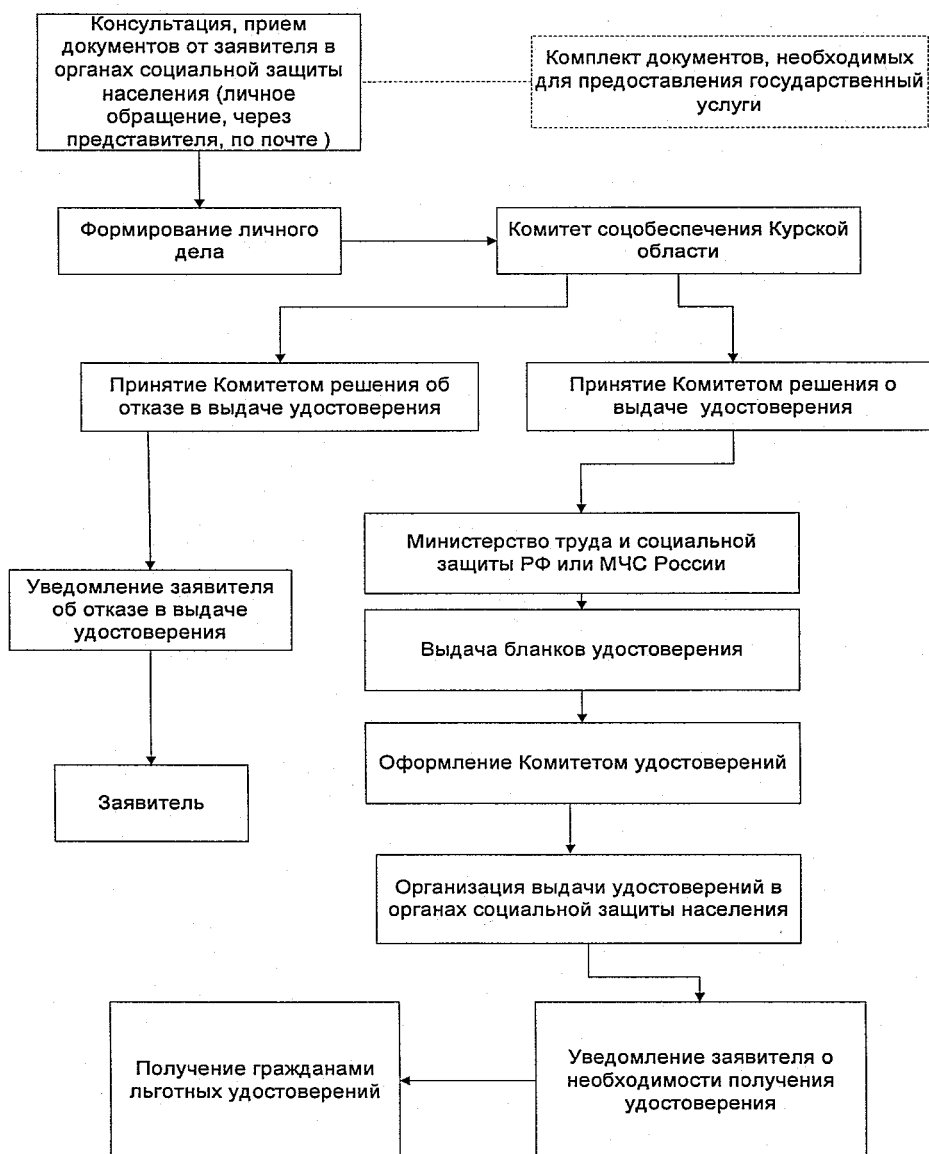 Консультация, прием
документов от заявителя в
органах социальной защиты
населения (личное
обращение, через
представителя, по почте )
Комплект документов, необходимых
для предоставления государственный
услуги
Формирование личного
дела
Комитет соцобеспечения Курской
области
Принятие Комитетом решения об
отказе в выдаче удостоверения
Принятие Комитетом решения о
выдаче удостоверения
Министерство труда и социальной
защиты РФ или МЧС России
Уведомление заявителя
об отказе в выдаче
удостоверения
Выдача бланков удостоверения
Оформление Комитетом удостоверений
Заявитель
Организация выдачи удостоверений в
органах социальной защиты населения
Получение гражданами
льготных удостоверений
Уведомление заявителя о
необходимости получения
удостоверения